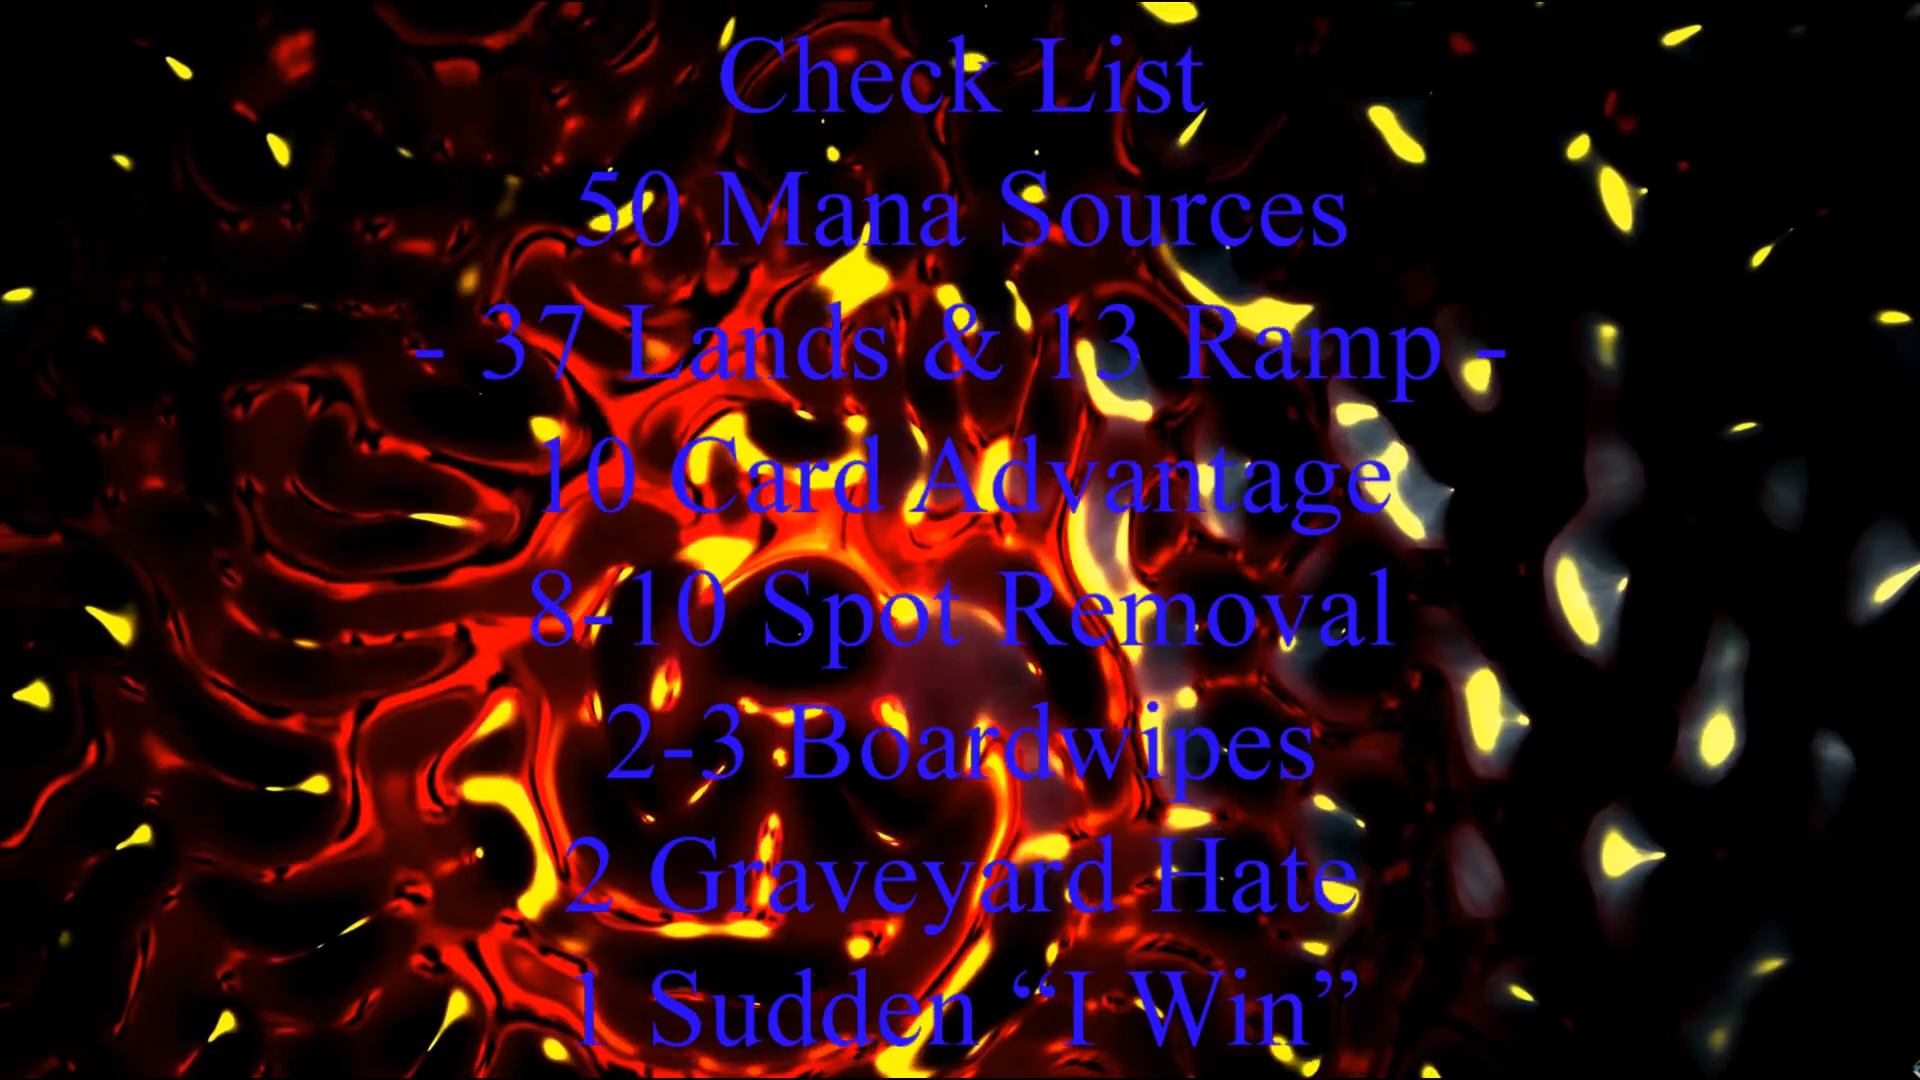 Check List
50 Mana Sources
- 37 Lands & 13 Ramp -
10 Card Advantage
8-10 Spot Removal
2-3 Boardwipes
2 Graveyard Hate
1 Sudden “I Win”